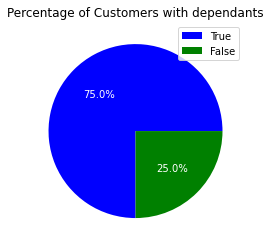 Percentage of Customers with dependants
True
False
75.0%
25.0%